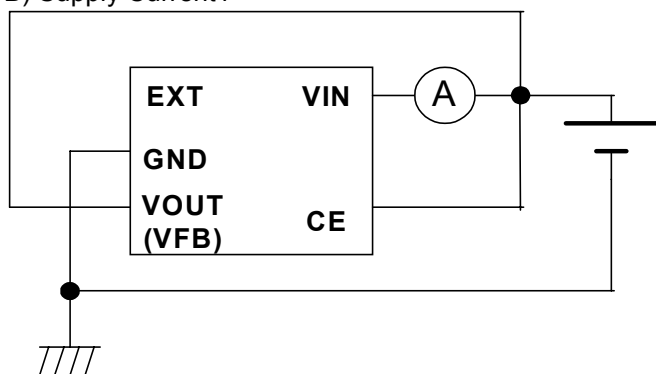 Supply Current
EXT VIN A
GND
VOUT
CE
(VFB)